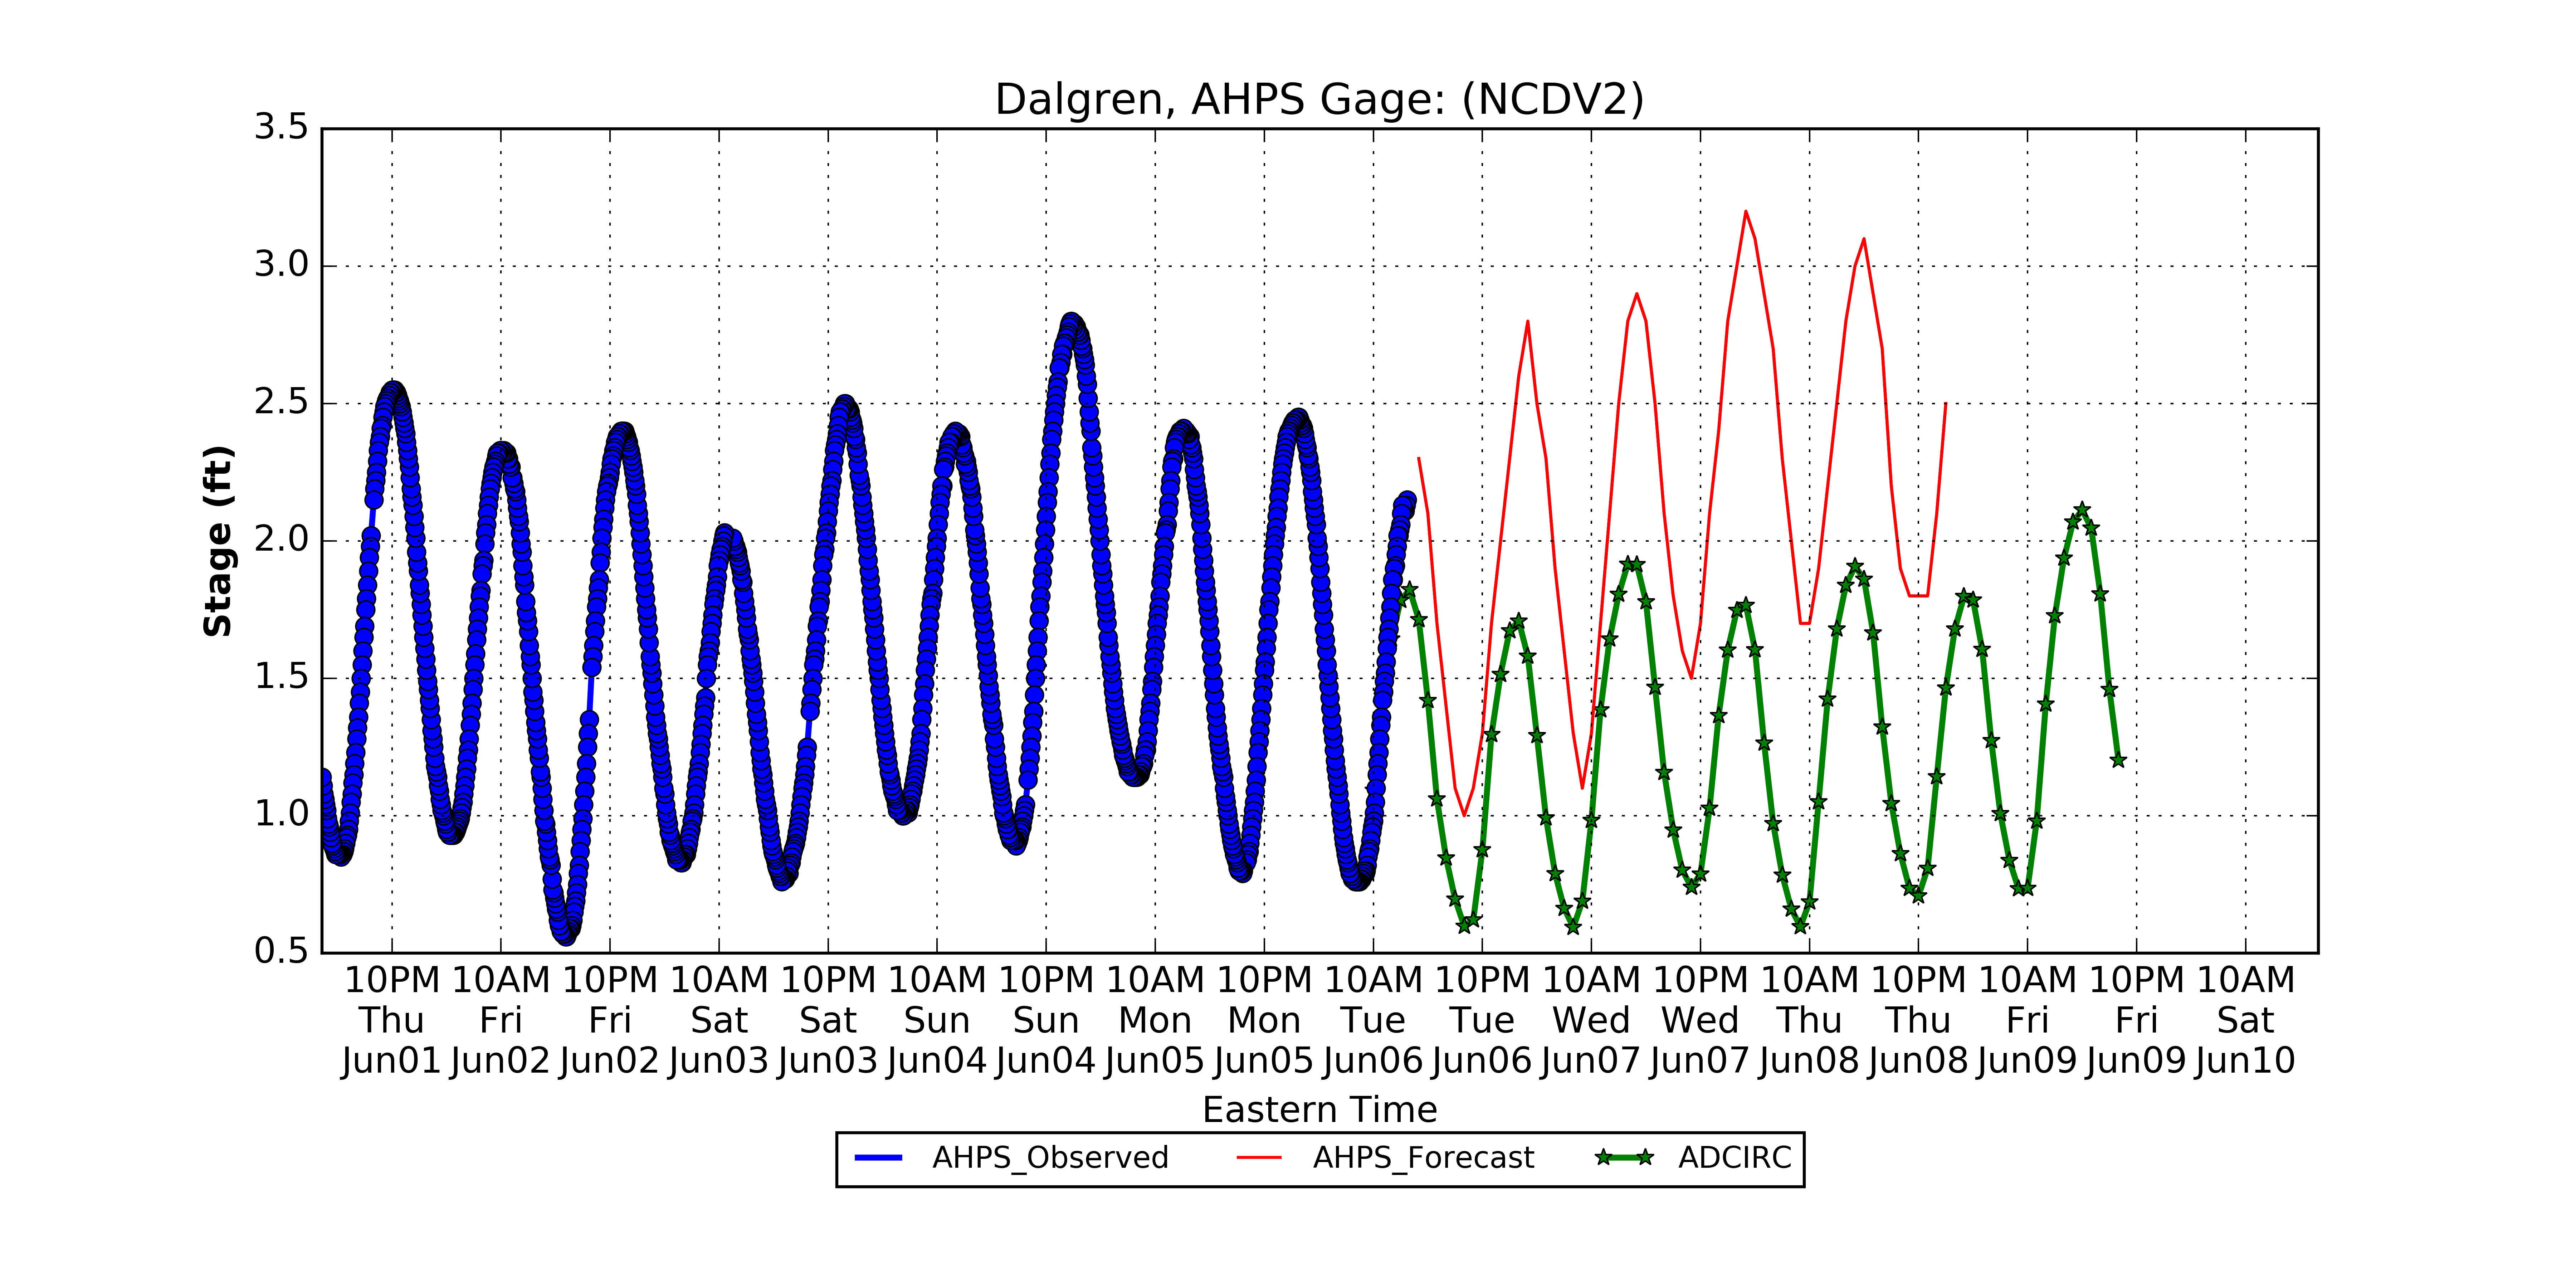 Dalgren, AHPS Gage: (NCDV2)
3.5
3.0
2.5
2.0
1.5
1.0
0.5
Stage (ft)
10PM 10AM 10PM 10AM 10PM 10AM 10PM 10AM 10PM 10AM 10PM 10AM 10PM 10AM 10PM 10AM 10PM 10AM
Thu Fri Fri Sat Sat Sun Sun Mon Mon Tue Tue Wed Wed Thu Thu Fri Fri Sat
Jun01 Jun02 Jun02 Jun03 Jun03 Jun04 Jun04 Jun05 Jun05 Jun06 Jun06 Jun07 Jun07 Jun08 Jun08 Jun09 Jun09 Jun10
Eastern Time
AHPS_Observed AHPS_Forecast ADCIRC